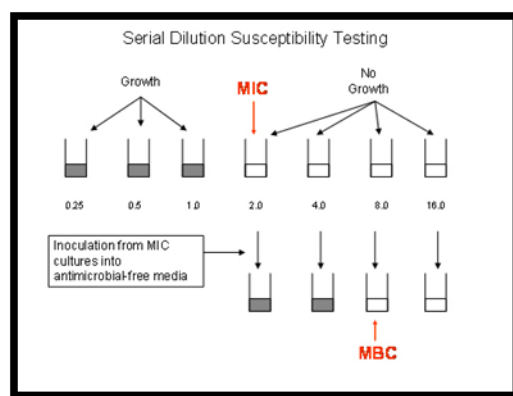 Serial Dilution Susceptibility Testing
Growth
MIC
No
Growth
0.25 0.5 1.0 2.0 4.0 8.0 16.0
Inoculation from MIC
cultures into
antimicrobial-free media
MBC